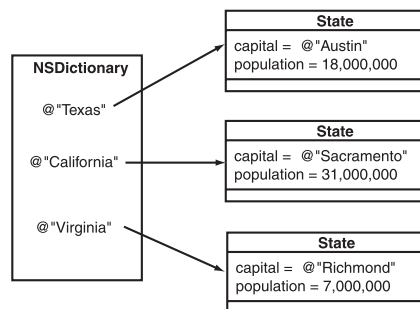 NSDictionary
@"Texas"
@"California"
@"Virginia"
State
capital = @"Austin"
population = 18,000,000
State
capital = @"Sacramento"
population = 31,000,000
State
capital = @"Richmond"
population = 7,000,000